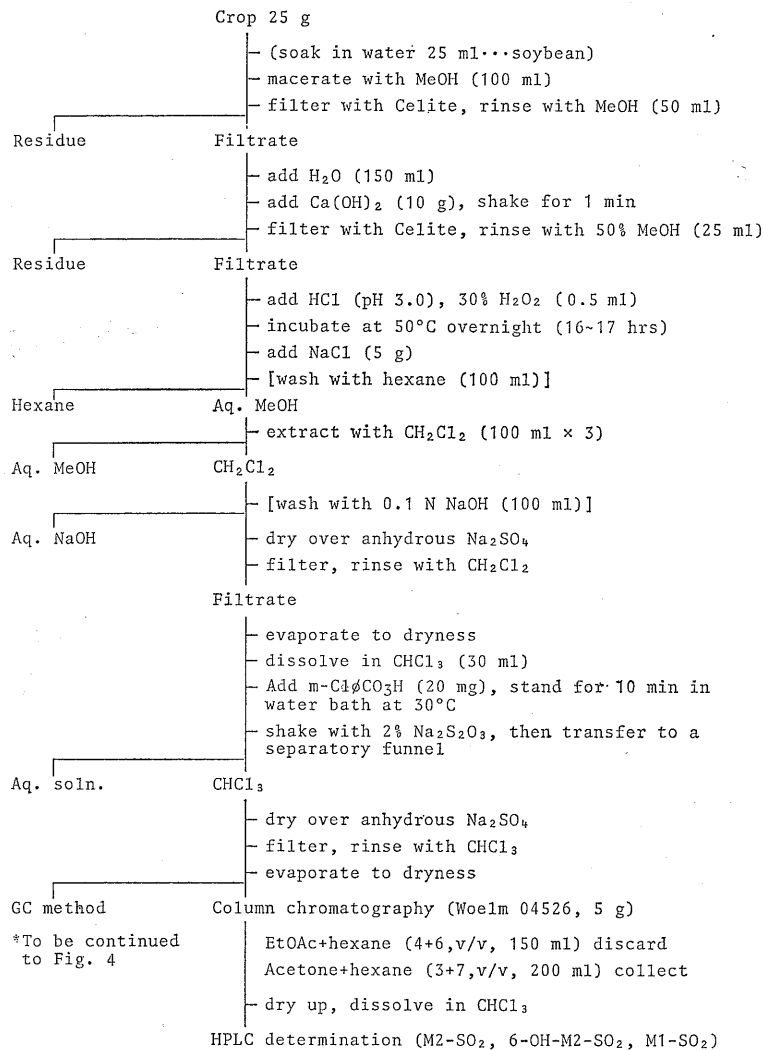 Crop 25 g
(soak in water 25 ml···soybean)
macerate with MeOH (100 ml)
filter with Celite, rinse with MeOH (50 ml)
Residue Filtrate
add H₂O (150 ml)
add Ca(OH)₂ (10 g), shake for 1 min
filter with Celite, rinse with 50% MeOH (25 ml)
Residue Filtrate
add HCl (pH 3.0), 30% H₂O₂ (0.5 ml)
incubate at 50°C overnight (16~17 hrs)
add NaCl (5 g)
[wash with hexane (100 ml)]
Hexane Aq. MeOH
extract with CH₂Cl₂ (100 ml × 3)
Aq. MeOH CH₂Cl₂
[wash with 0.1 N NaOH (100 ml)]
Aq. NaOH dry over anhydrous Na₂SO₄
filter, rinse with CH₂Cl₂
Filtrate
evaporate to dryness
dissolve in CHCl₃ (30 ml)
Add m-CløCO₃H (20 mg), stand for 10 min in
water bath at 30°C
shake with 2% Na₂S₂O₃, then transfer to a
separatory funnel
Aq. soln. CHCl₃
dry over anhydrous Na₂SO₄
filter, rinse with CHCl₃
evaporate to dryness
GC method Column chromatography (Woelm 04526, 5 g)
*To be continued EtOAc+hexane (4+6,v/v, 150 ml) discard
to Fig. 4 Acetone+hexane (3+7,v/v, 200 ml) collect
dry up, dissolve in CHCl₃
HPLC determination (M2-SO₂, 6-OH-M2-SO₂, M1-SO₂)